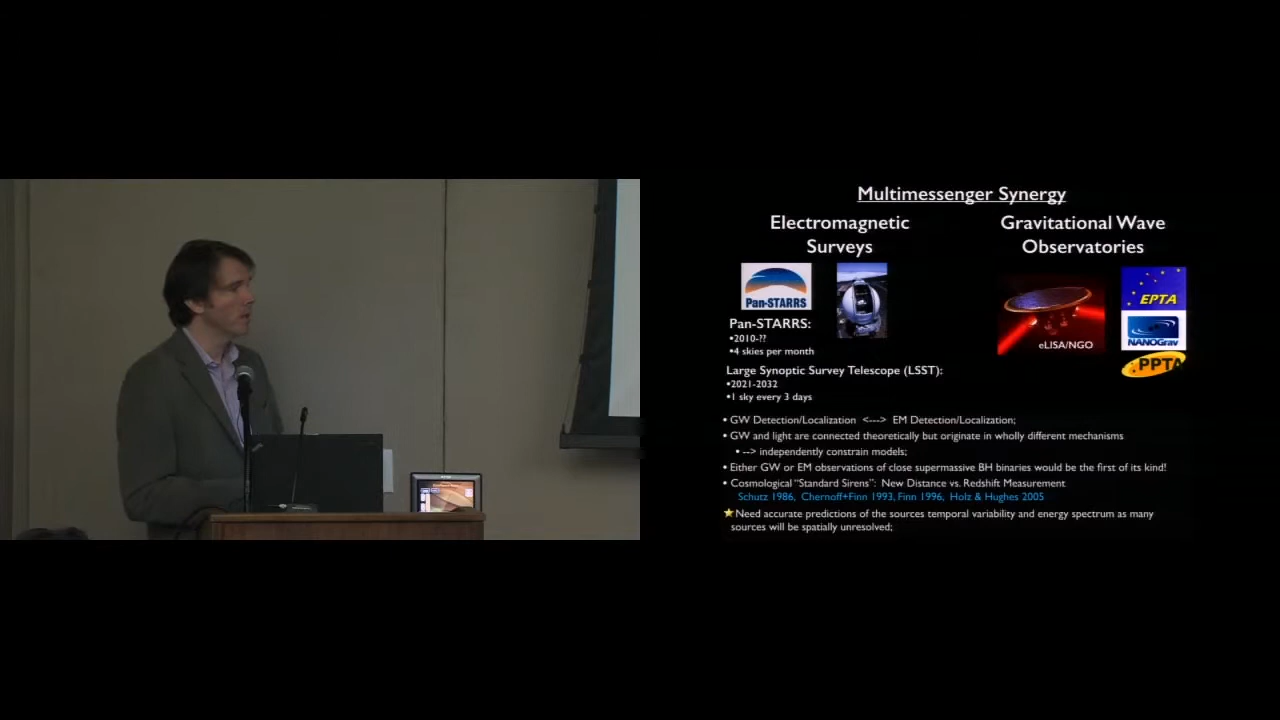 Multimessenger Synergy
Electromagnetic
Surveys
Gravitational Wave
Observatories
Pan-STARRS
EPTA
NANOGrav
PPTA
eLISA/NGO
Pan-STARRS:
•2010-??
•4 skies per month
Large Synoptic Survey Telescope (LSST):
•2021-2032
•1 sky every 3 days
• GW Detection/Localization <---> EM Detection/Localization;
• GW and light are connected theoretically but originate in wholly different mechanisms
• --> independently constrain models;
• Either GW or EM observations of close supermassive BH binaries would be the first of its kind!
• Cosmological “Standard Sirens”: New Distance vs. Redshift Measurement
Schutz 1986, Chernoff+Finn 1993, Finn 1996, Holz & Hughes 2005
Need accurate predictions of the sources temporal variability and energy spectrum as many
sources will be spatially unresolved;